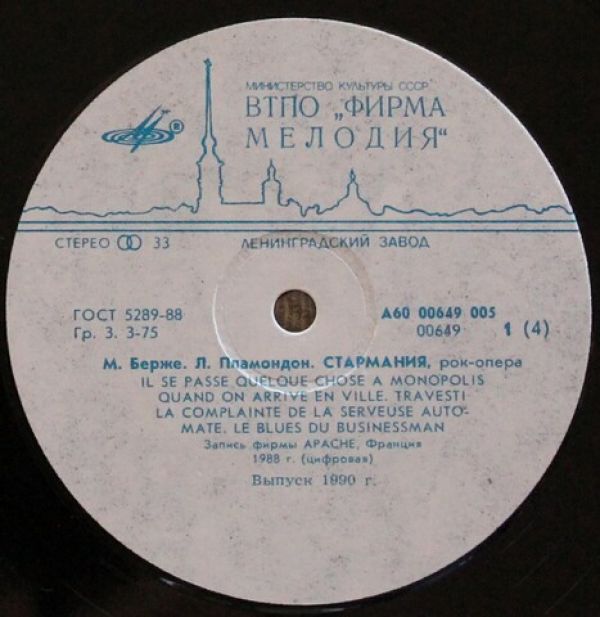 МИНИСТЕРСТВО КУЛЬТУРЫ СССР
ВТПО „ФИРМА
МЕЛОДИЯ“
®
СТЕРЕО 33 ЛЕНИНГРАДСКИЙ ЗАВОД
ГОСТ 5289-88 А60 00649 005
Гр. 3. 3-75 00649 1 (4)
М. Берже. Л. Пламондон. СТАРМАНИЯ, рок-опера
IL SE PASSE QUELQUE CHOSE A MONOPOLIS
QUAND ON ARRIVE EN VILLE. TRAVESTI
LA COMPLAINTE DE LA SERVEUSE AUTO-
MATE. LE BLUES DU BUSINESSMAN
Запись фирмы APACHE, Франция
1988 г. (цифровая)
Выпуск 1990 г.